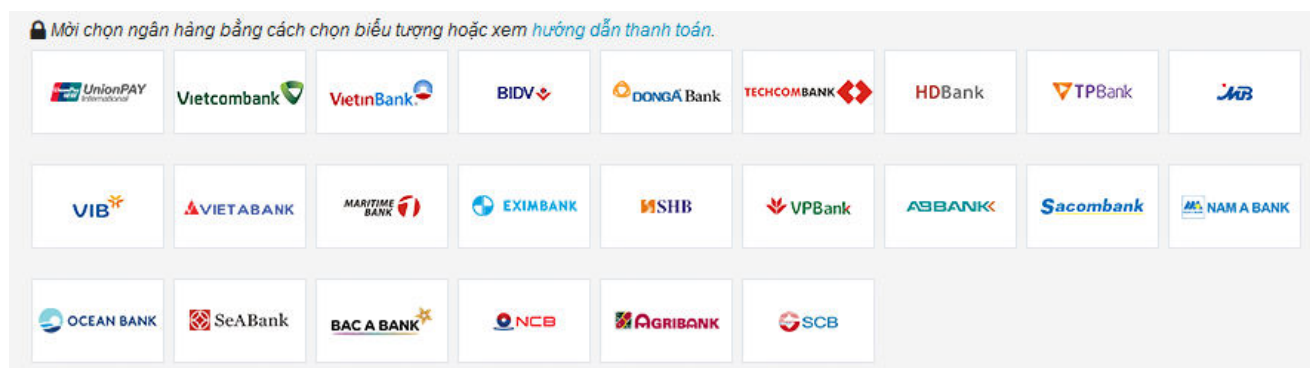 Mời chọn ngân hàng bằng cách chọn biểu tượng hoặc xem hướng dẫn thanh toán.
UnionPAY
International
Vietcombank
VietinBank
BIDV
DONGA Bank
TECHCOMBANK
HDBank
TPBank
MB
VIB
VIETABANK
MARITIME
BANK
EXIMBANK
SHB
VPBank
ABBANK
Sacombank
NAM A BANK
OCEAN BANK
SeABank
BAC A BANK
NCB
AGRIBANK
SCB